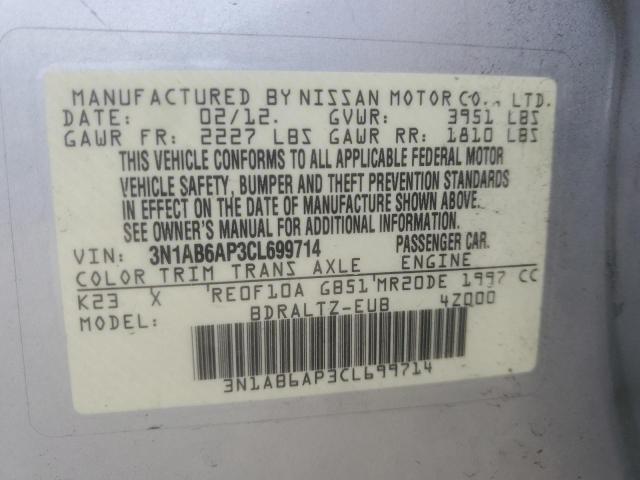 MANUFACTURED BY NISSAN MOTOR CO., LTD.
DATE: 02/12. GVWR: 3951 LBS
GAWR FR: 2227 LBS GAWR RR: 1810 LBS
THIS VEHICLE CONFORMS TO ALL APPLICABLE FEDERAL MOTOR
VEHICLE SAFETY, BUMPER AND THEFT PREVENTION STANDARDS
IN EFFECT ON THE DATE OF MANUFACTURE SHOWN ABOVE.
SEE OWNER'S MANUAL FOR ADDITIONAL INFORMATION.
VIN: 3N1AB6AP3CL699714 PASSENGER CAR.
COLOR TRIM TRANS AXLE ENGINE
K23 X 'RE0F10A GB51'MR20DE 1997 CC
MODEL: BDRALTZ-EUB 4Z000
3N1AB6AP3CL699714